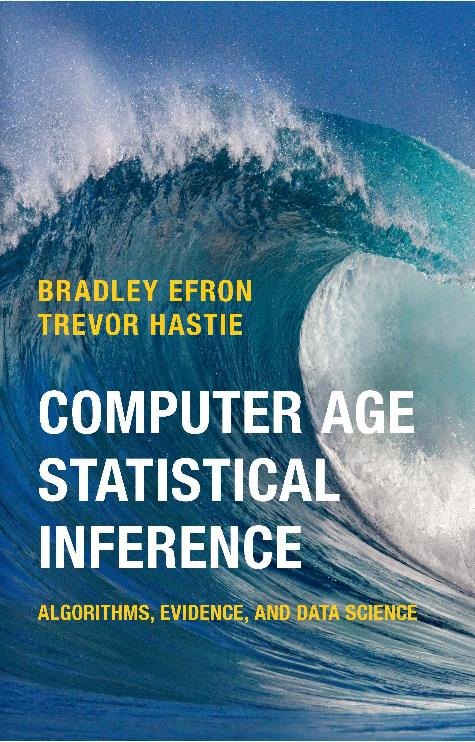 BRADLEY EFRON
TREVOR HASTIE
COMPUTER AGE
STATISTICAL
INFERENCE
ALGORITHMS, EVIDENCE, AND DATA SCIENCE